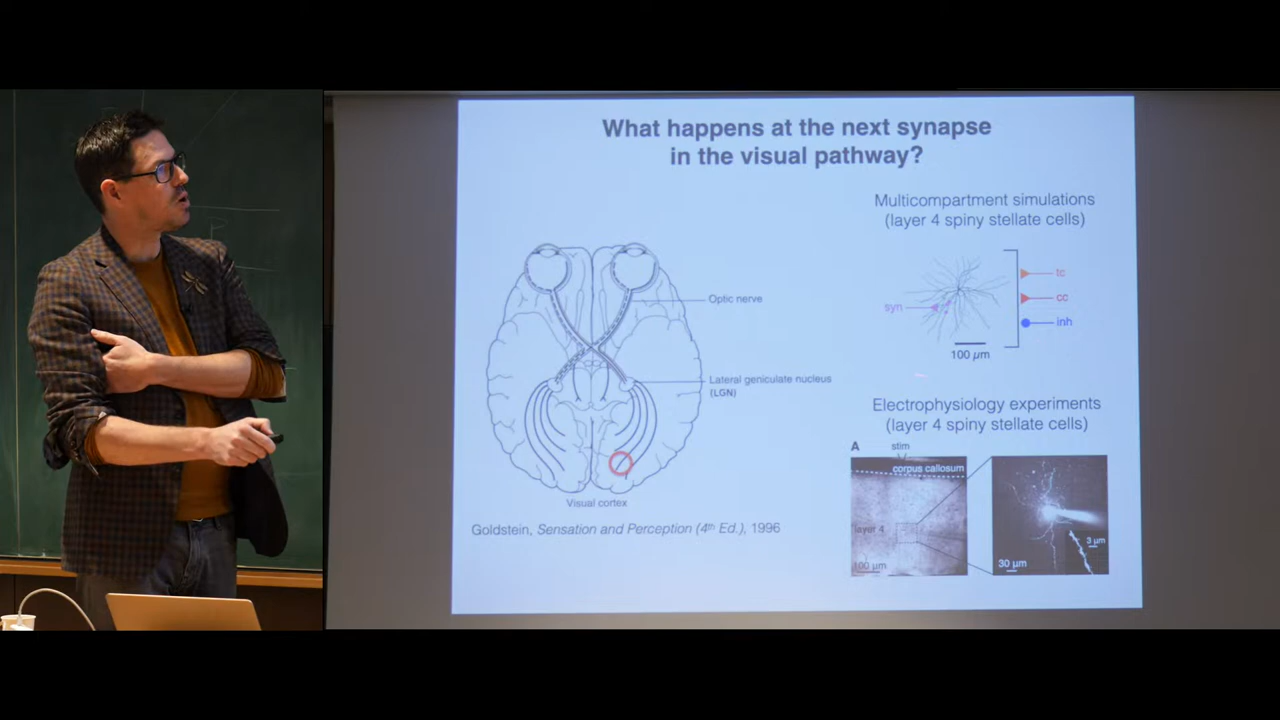 What happens at the next synapse
in the visual pathway?
Optic nerve
Lateral geniculate nucleus
(LGN)
Visual cortex
Goldstein, Sensation and Perception (4th Ed.), 1996
Multicompartment simulations
(layer 4 spiny stellate cells)
syn
tc
cc
inh
100 µm
Electrophysiology experiments
(layer 4 spiny stellate cells)
A
stim
corpus callosum
layer 4
100 µm
3 µm
30 µm